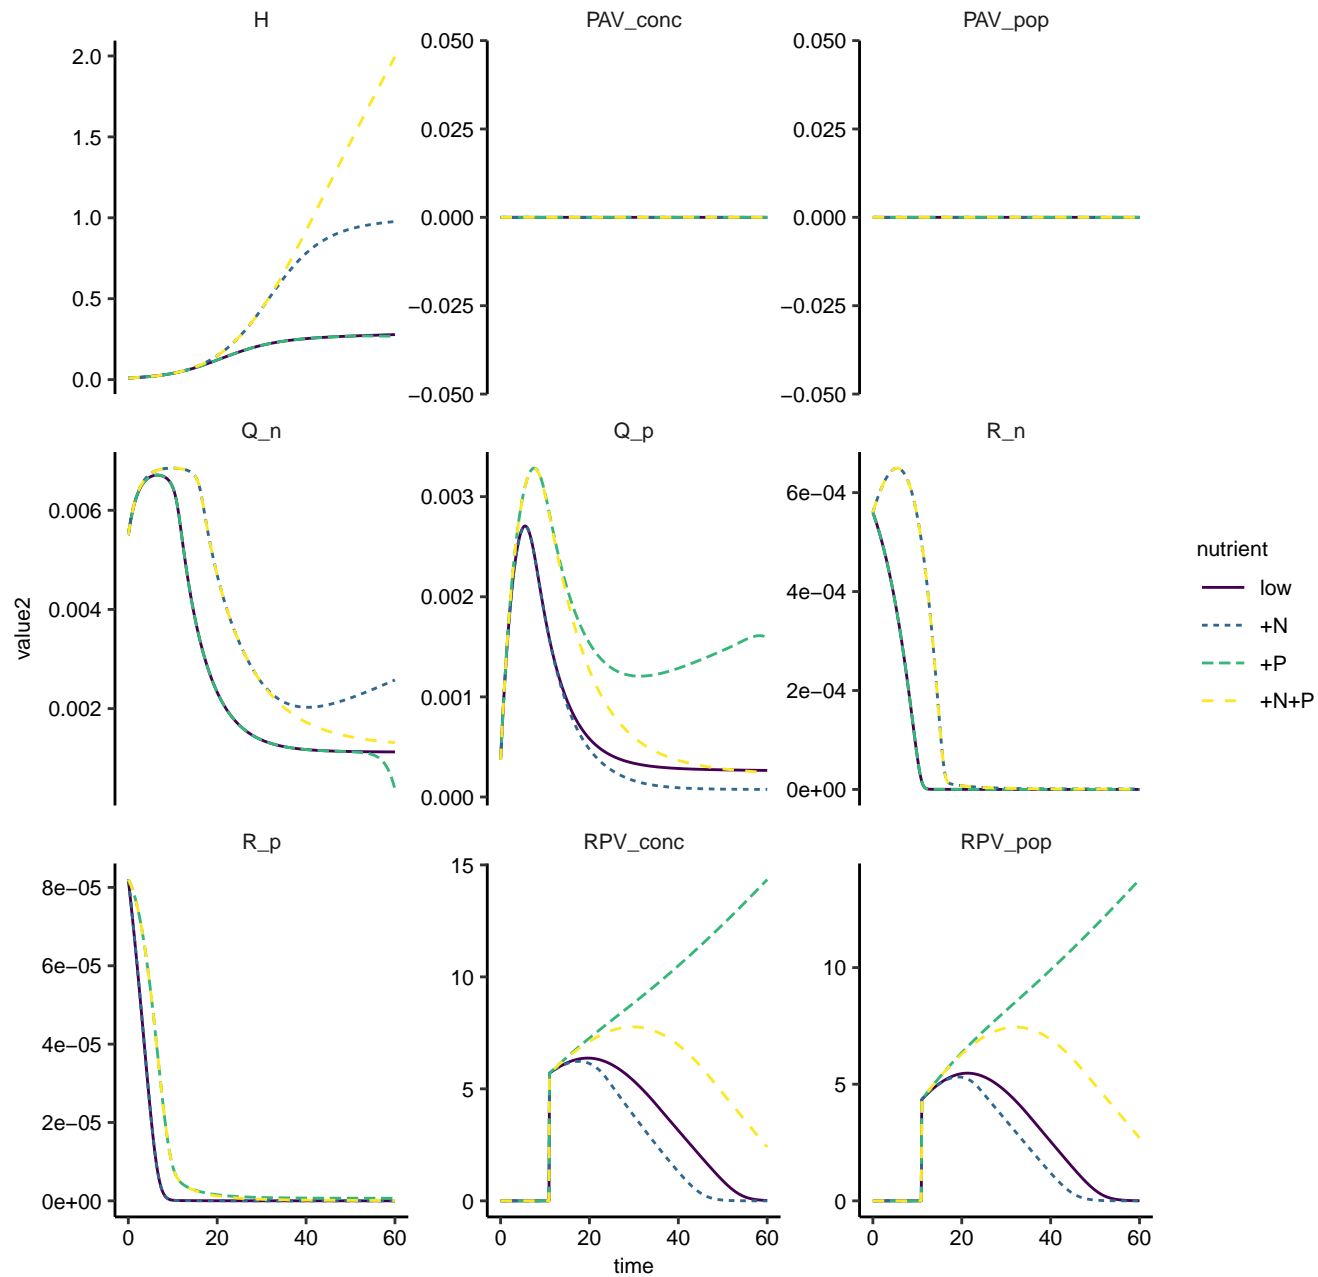 H
PAV_conc
PAV_pop
2.0
1.5
1.0
0.5
0.0
0.050
0.025
0.000
−0.025
−0.050
0.050
0.025
0.000
−0.025
−0.050
Q_n
Q_p
R_n
0.006
0.004
0.002
0.003
0.002
0.001
0.000
6e−04
4e−04
2e−04
0e+00
value2
nutrient
low
+N
+P
+N+P
R_p
RPV_conc
RPV_pop
8e−05
6e−05
4e−05
2e−05
0e+00
15
10
5
0
10
5
0
0 20 40 60
0 20 40 60
0 20 40 60
time